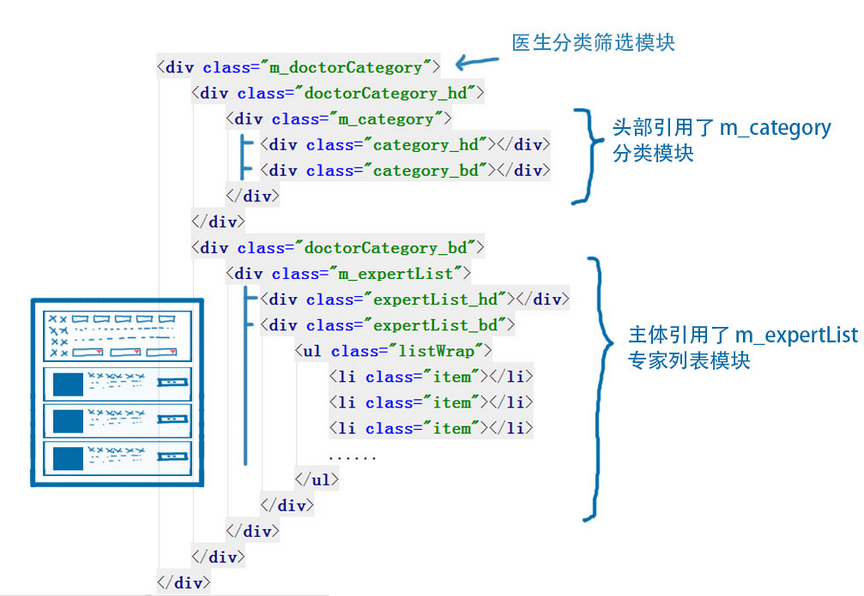 医生分类筛选模块
<div class="m_doctorCategory">
<div class="doctorCategory_hd">
<div class="m_category">
<div class="category_hd"></div>
<div class="category_bd"></div>
</div>
</div>
头部引用了 m_category
分类模块
<div class="doctorCategory_bd">
<div class="m_expertList">
<div class="expertList_hd"></div>
<div class="expertList_bd">
<ul class="listWrap">
<li class="item"></li>
<li class="item"></li>
<li class="item"></li>
......
</ul>
</div>
</div>
</div>
</div>
主体引用了 m_expertList
专家列表模块